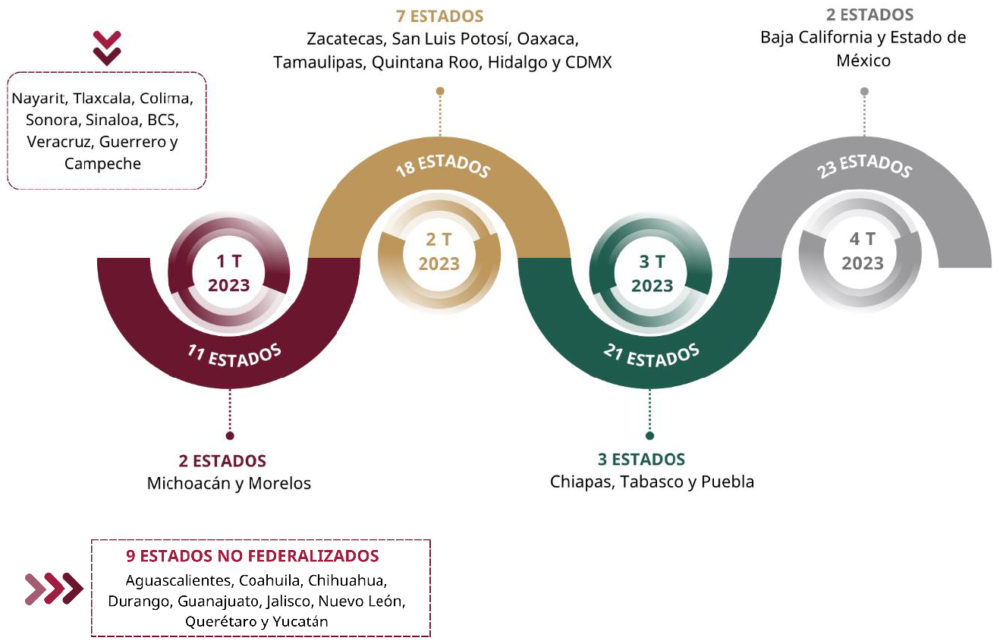 Nayarit, Tlaxcala, Colima,
Sonora, Sinaloa, BCS,
Veracruz, Guerrero y
Campeche
7 ESTADOS
Zacatecas, San Luis Potosí, Oaxaca,
Tamaulipas, Quintana Roo, Hidalgo y CDMX
2 ESTADOS
Baja California y Estado de
México
11 ESTADOS
1 T
2023
18 ESTADOS
2 T
2023
21 ESTADOS
3 T
2023
23 ESTADOS
4 T
2023
2 ESTADOS
Michoacán y Morelos
3 ESTADOS
Chiapas, Tabasco y Puebla
9 ESTADOS NO FEDERALIZADOS
Aguascalientes, Coahuila, Chihuahua,
Durango, Guanajuato, Jalisco, Nuevo León,
Querétaro y Yucatán